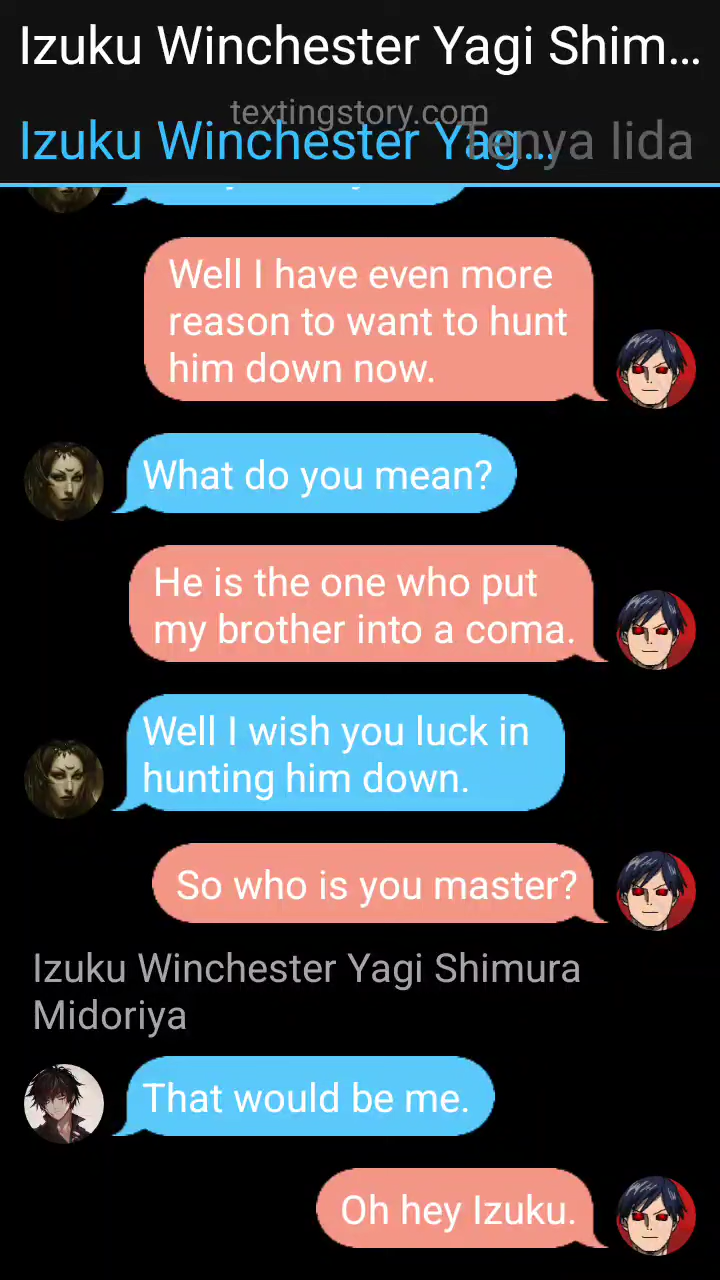 Izuku Winchester Yagi Shim...
textingstory.com
Izuku Winchester Yag...
Tenya Iida
Well I have even more
reason to want to hunt
him down now.
What do you mean?
He is the one who put
my brother into a coma.
Well I wish you luck in
hunting him down.
So who is you master?
Izuku Winchester Yagi Shimura
Midoriya
That would be me.
Oh hey Izuku.